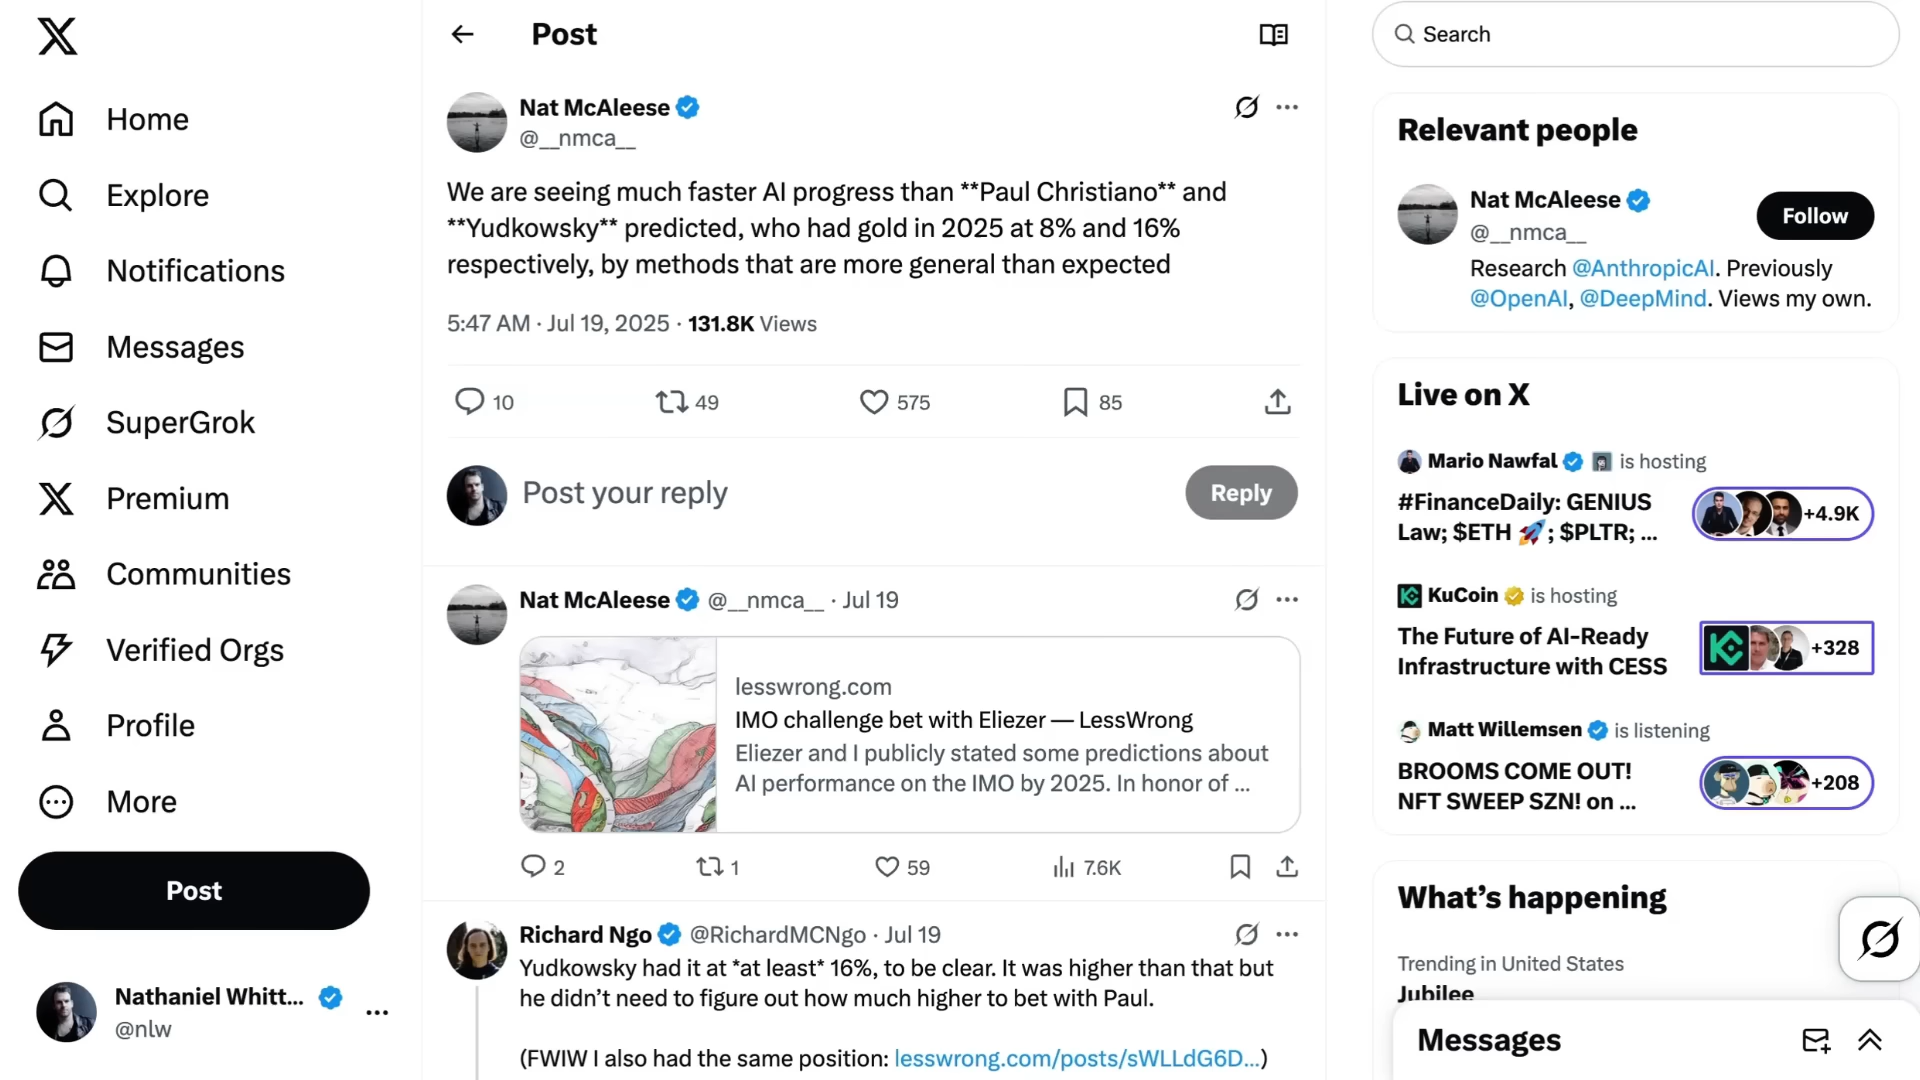 Home
Explore
Notifications
Messages
SuperGrok
Premium
Communities
Verified Orgs
Profile
More
Post
Nathaniel Whitt...
@nlw
Post
Nat McAleese
@__nmca__
We are seeing much faster AI progress than **Paul Christiano** and
**Yudkowsky** predicted, who had gold in 2025 at 8% and 16%
respectively, by methods that are more general than expected
5:47 AM · Jul 19, 2025 · 131.8K Views
10 49 575 85
Post your reply
Reply
Nat McAleese @__nmca__ · Jul 19
lesswrong.com
IMO challenge bet with Eliezer — LessWrong
Eliezer and I publicly stated some predictions about
AI performance on the IMO by 2025. In honor of ...
2 1 59 7.6K
Richard Ngo @RichardMCNgo · Jul 19
Yudkowsky had it at *at least* 16%, to be clear. It was higher than that but
he didn't need to figure out how much higher to bet with Paul.
(FWIW I also had the same position: lesswrong.com/posts/sWLLdG6D...)
Search
Relevant people
Nat McAleese
@__nmca__
Follow
Research @AnthropicAI. Previously
@OpenAI, @DeepMind. Views my own.
Live on X
Mario Nawfal is hosting
#FinanceDaily: GENIUS
Law; $ETH 🚀; $PLTR; ...
+4.9K
KuCoin is hosting
The Future of AI-Ready
Infrastructure with CESS
+328
Matt Willemsen is listening
BROOMS COME OUT!
NFT SWEEP SZN! on ...
+208
What's happening
Trending in United States
Jubilee
Messages